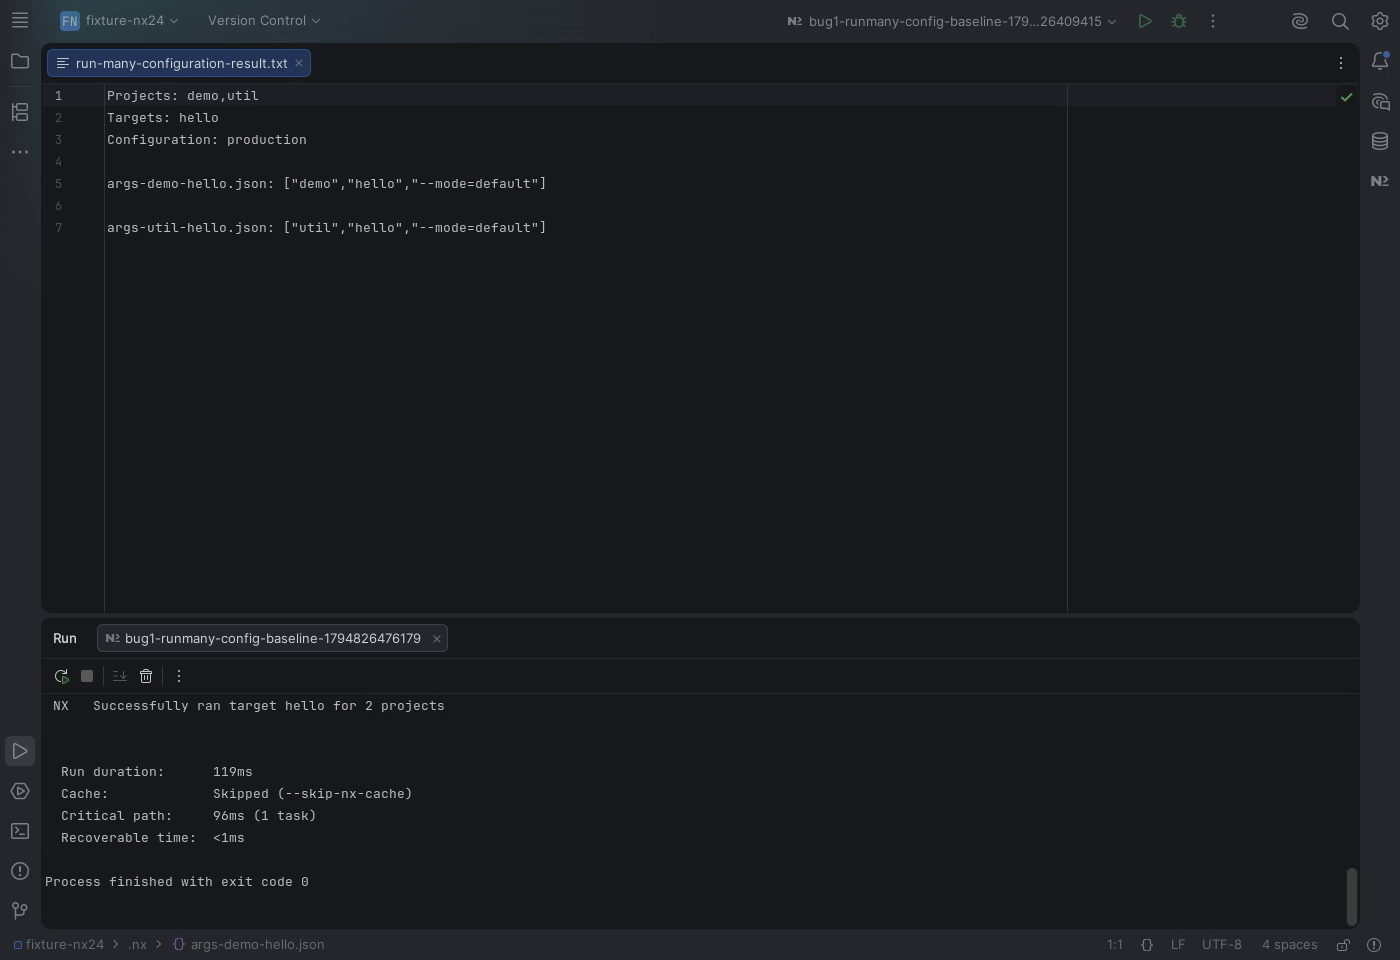 FN fixture-nx24 Version Control bug1-runmany-config-baseline-179...26409415
run-many-configuration-result.txt
1 Projects: demo,util
2 Targets: hello
3 Configuration: production
4
5 args-demo-hello.json: ["demo","hello","--mode=default"]
6
7 args-util-hello.json: ["util","hello","--mode=default"]
Run bug1-runmany-config-baseline-1794826476179
NX Successfully ran target hello for 2 projects
Run duration: 119ms
Cache: Skipped (--skip-nx-cache)
Critical path: 96ms (1 task)
Recoverable time: <1ms
Process finished with exit code 0
fixture-nx24 > .nx > {} args-demo-hello.json 1:1 {} LF UTF-8 4 spaces